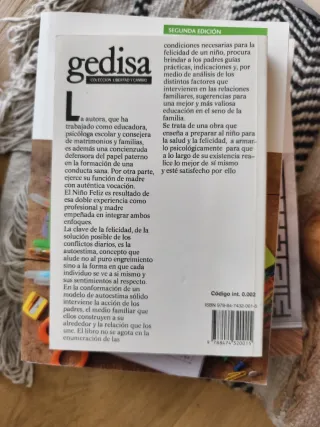 SEGUNDA EDICIÓN
gedisa
COLECCIÓN LIBERTAD Y CAMBIO
La autora, que ha
trabajado como educadora,
psicóloga escolar y consejera
de matrimonios y familias,
es además una concienzuda
defensora del papel paterno
en la formación de una
conducta sana. Por otra parte,
ejerce su función de madre
con auténtica vocación.
El Niño Feliz es resultado de
esa doble experiencia como
profesional y madre
empeñada en integrar ambos
enfoques.
La clave de la felicidad, de la
solución posible de los
conflictos diarios, es la
autoestima, concepto que
alude no al puro engreimiento
sino a la forma en que cada
individuo se ve a sí mismo y
sus sentimientos al respecto.
En la conformación de un
modelo de autoestima sólido
interviene la acción de los
padres, el medio familiar que
ellos construyen a su
alrededor y la relación que los
une. El libro no se agota en la
enumeración de las
condiciones necesarias para la
felicidad de un niño, procura
brindar a los padres guías
prácticas, indicaciones y, por
medio de análisis de los
distintos factores que
intervienen en las relaciones
familiares, sugerencias para
una mejor y más valiosa
educación en el seno de la
familia.
Se trata de una obra que
enseña a preparar al niño para
la salud y la felicidad, a armar-
lo psicológicamente para que
a lo largo de su existencia rea-
lice lo mejor de sí mismo
y esté satisfecho por ello
Código Int. 0.002